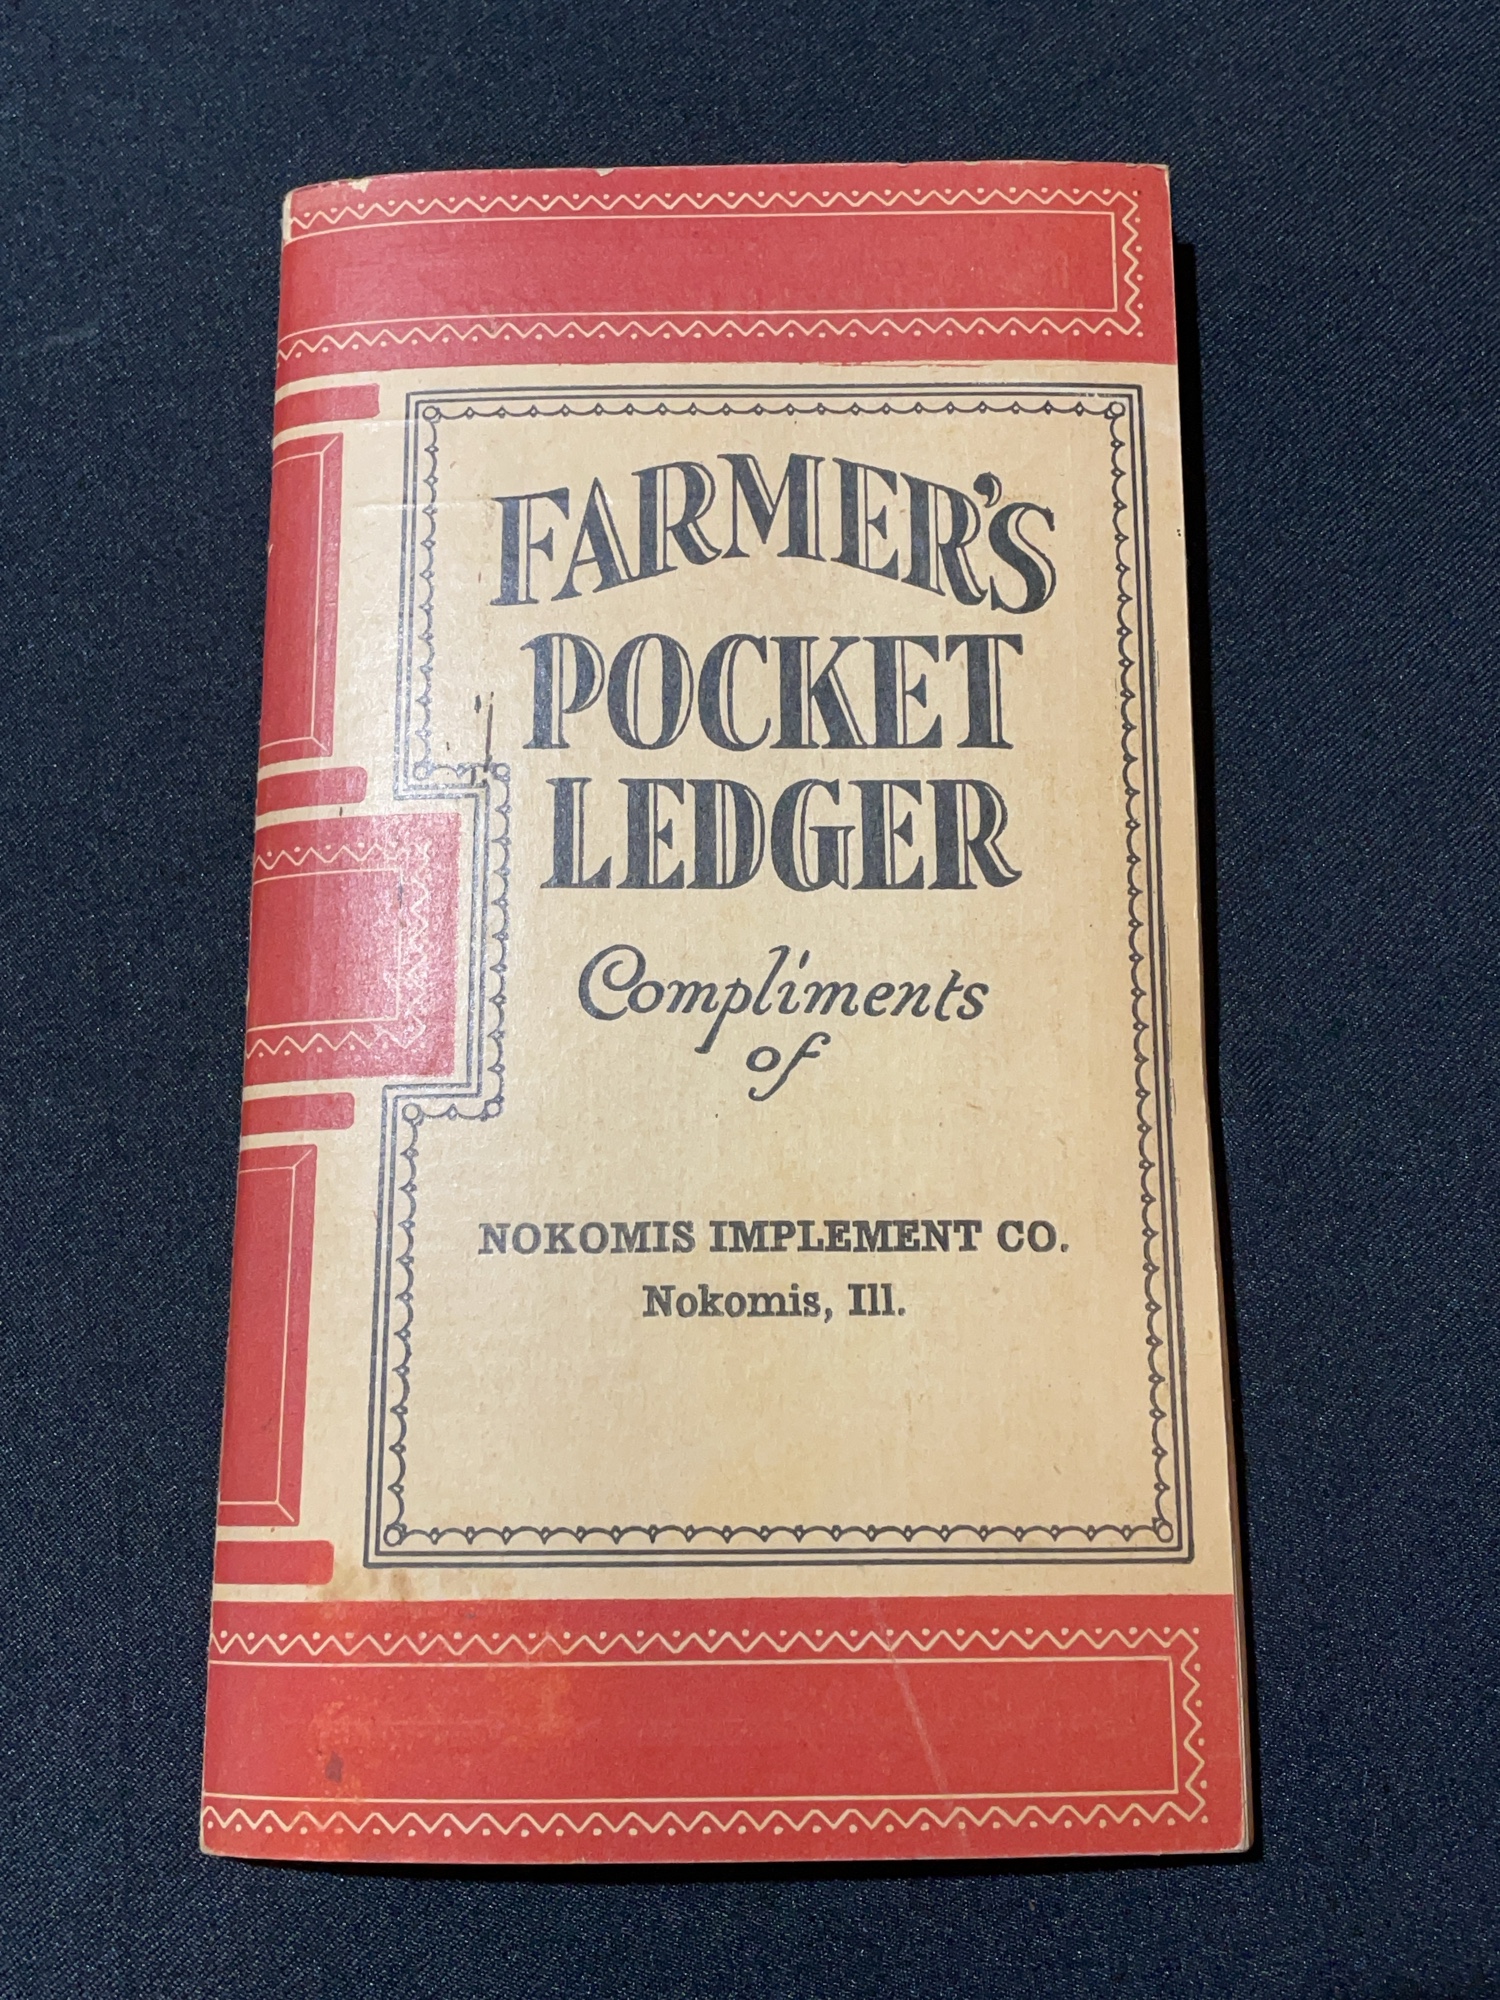 FARMER'S
POCKET
LEDGER
Compliments
of
NOKOMIS IMPLEMENT CO.
Nokomis, Ill.